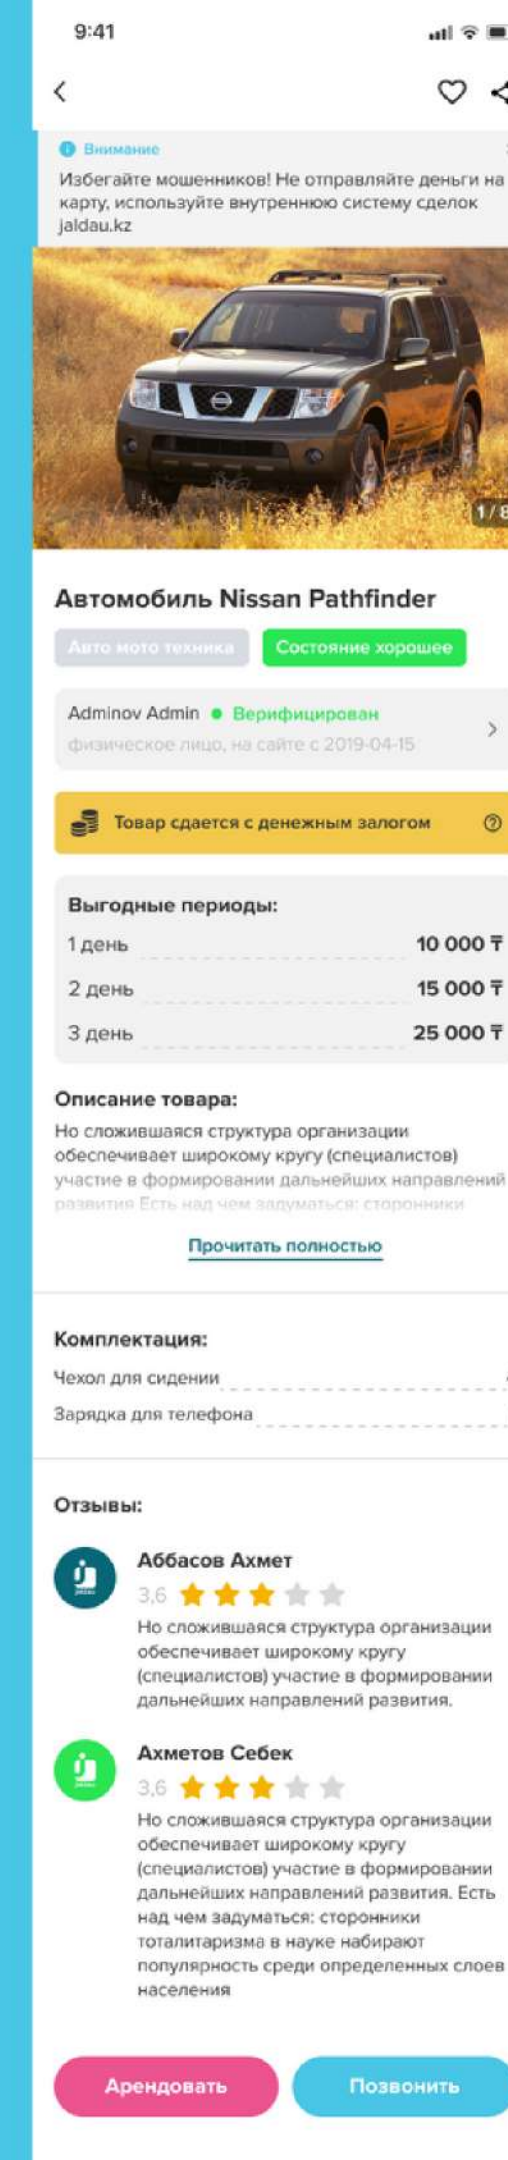 9:41
Внимание
Избегайте мошенников! Не отправляйте деньги на
карту, используйте внутреннюю систему сделок
jaldau.kz
1/8
Автомобиль Nissan Pathfinder
Авто мото техника
Состояние хорошее
Adminov Admin
Верифицирован
физическое лицо, на сайте с 2019-04-15
Товар сдается с денежным залогом
Выгодные периоды:
1 день 10 000 ₸
2 день 15 000 ₸
3 день 25 000 ₸
Описание товара:
Но сложившаяся структура организации
обеспечивает широкому кругу (специалистов)
участие в формировании дальнейших направлений
развития Есть над чем задуматься: сторонники
Прочитать полностью
Комплектация:
Чехол для сидении
Зарядка для телефона
Отзывы:
Аббасов Ахмет
3,6
Но сложившаяся структура организации
обеспечивает широкому кругу
(специалистов) участие в формировании
дальнейших направлений развития.
Ахметов Себек
3,6
Но сложившаяся структура организации
обеспечивает широкому кругу
(специалистов) участие в формировании
дальнейших направлений развития. Есть
над чем задуматься: сторонники
тоталитаризма в науке набирают
популярность среди определенных слоев
населения
Арендовать
Позвонить